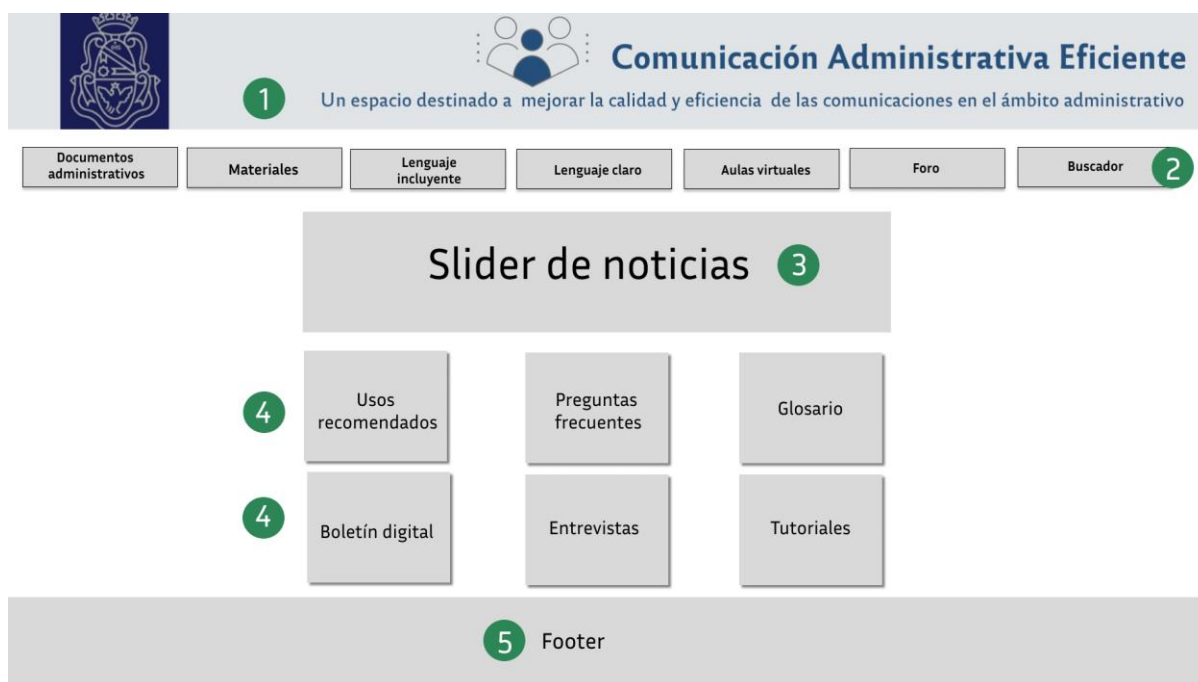 Comunicación Administrativa Eficiente
1
Un espacio destinado a mejorar la calidad y eficiencia de las comunicaciones en el ámbito administrativo
Documentos
administrativos
Materiales
Lenguaje
incluyente
Lenguaje claro
Aulas virtuales
Foro
Buscador
2
Slider de noticias
3
4
Usos
recomendados
Preguntas
frecuentes
Glosario
4
Boletín digital
Entrevistas
Tutoriales
5
Footer